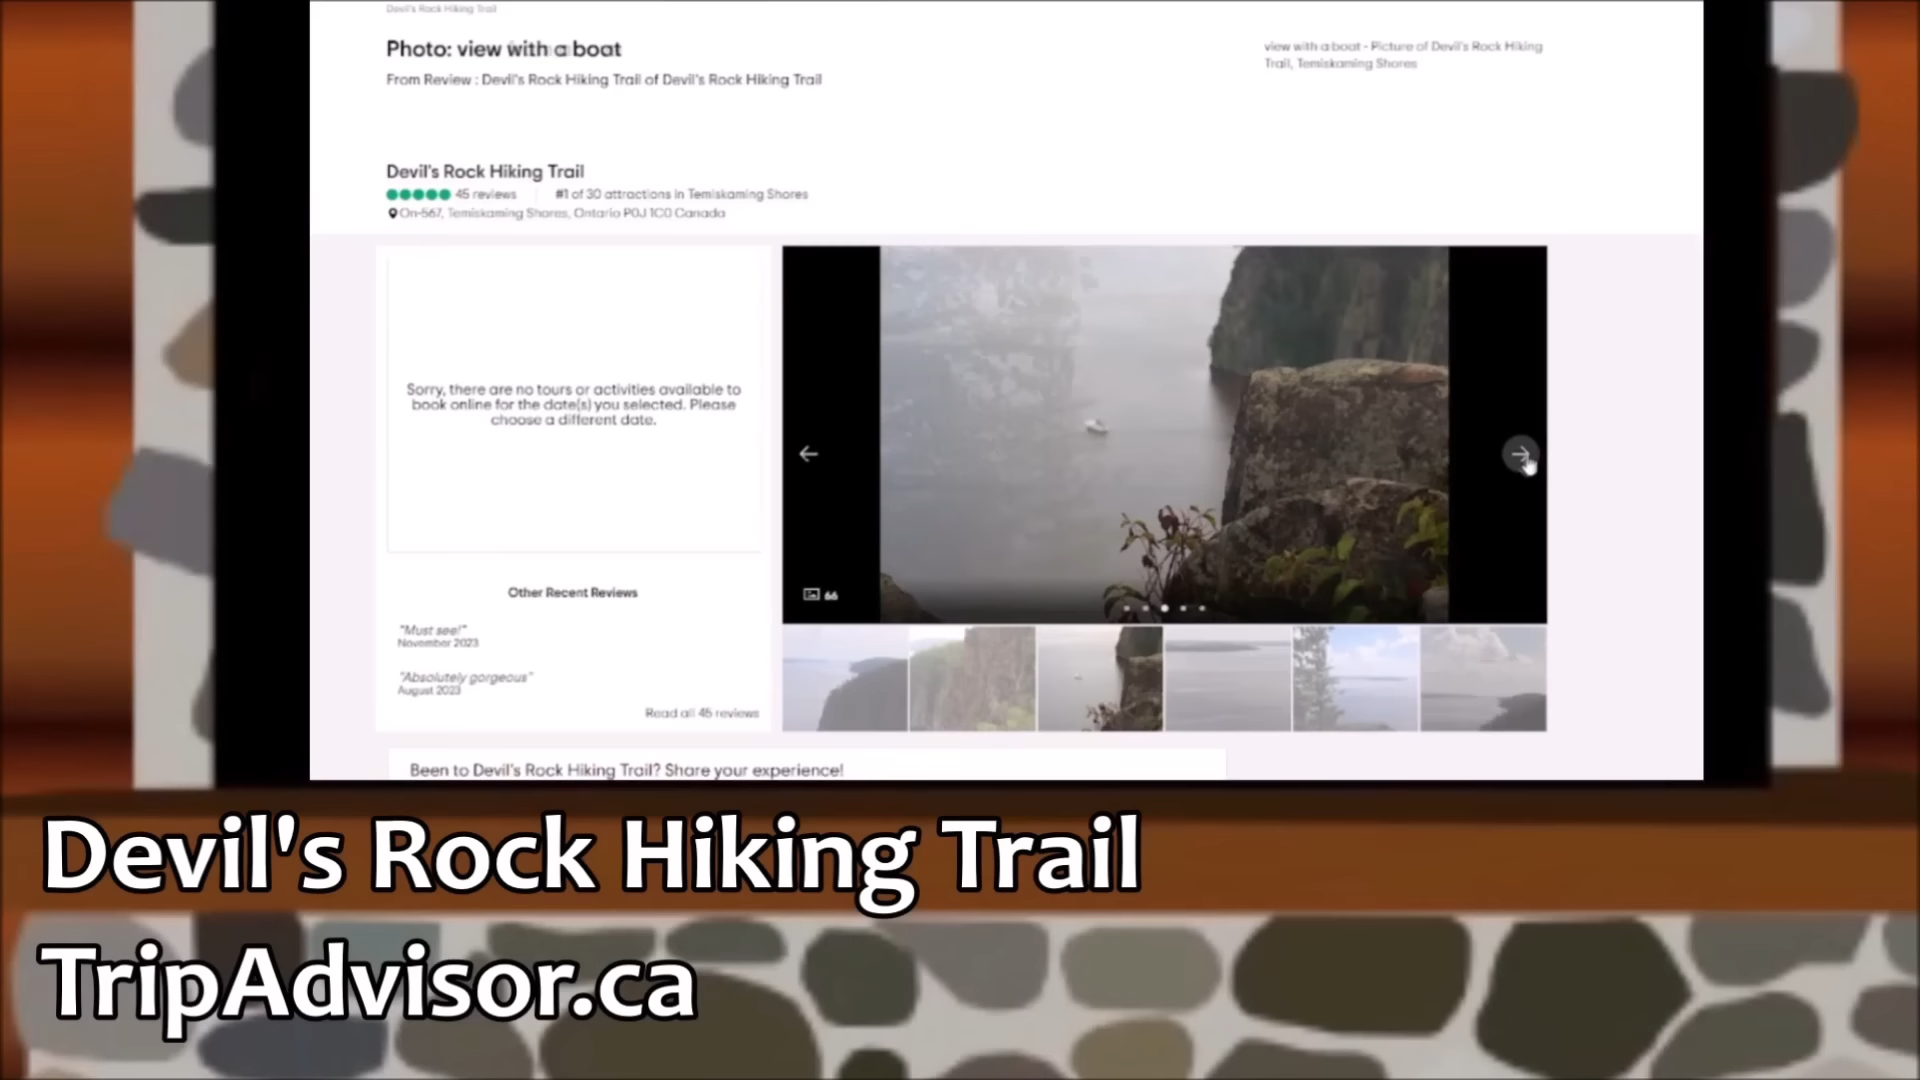 Devil's Rock Hiking Trail
Photo: view with a boat
view with a boat - Picture of Devil's Rock Hiking
Trail, Temiskaming Shores
From Review : Devil's Rock Hiking Trail of Devil's Rock Hiking Trail
Devil's Rock Hiking Trail
45 reviews
#1 of 30 attractions in Temiskaming Shores
On-567, Temiskaming Shores, Ontario P0J 1C0 Canada
Sorry, there are no tours or activities available to
book online for the date(s) you selected. Please
choose a different date.
66
Other Recent Reviews
"Must see!"
November 2023
"Absolutely gorgeous"
August 2023
Read all 45 reviews
Been to Devil's Rock Hiking Trail? Share your experience!
Devil's Rock Hiking Trail
TripAdvisor.ca